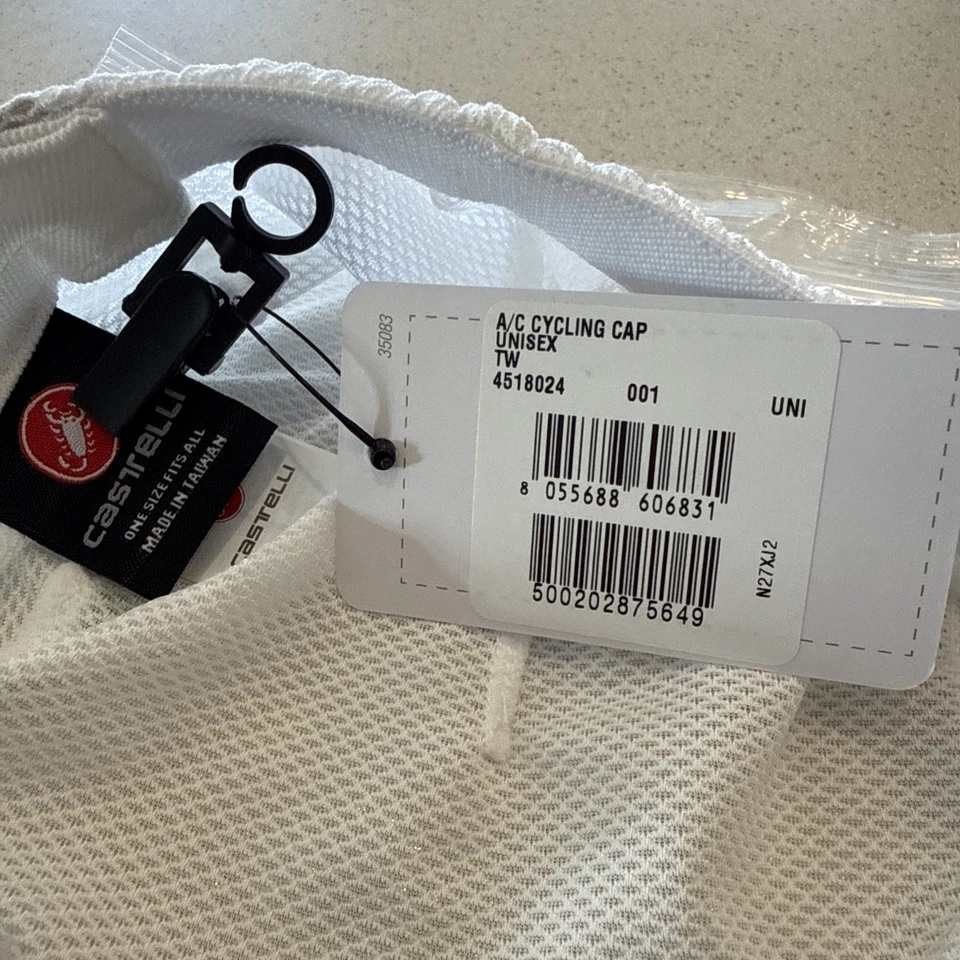 35083
A/C CYCLING CAP
UNISEX
TW
4518024 001 UNI
8 055688 606831
500202875649
N27XJ2
CASTELLI
ONE SIZE FITS ALL
MADE IN TAIWAN
CASTELLI